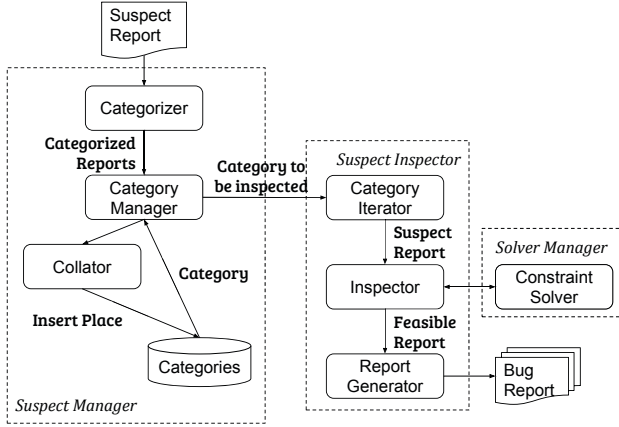 Suspect
Report
Categorizer
Categorized
Reports
Category
Manager
Category to
be inspected
Collator
Category
Insert Place
Categories
Suspect Manager
Suspect Inspector
Category
Iterator
Suspect
Report
Inspector
Feasible
Report
Report
Generator
Solver Manager
Constraint
Solver
Bug
Report